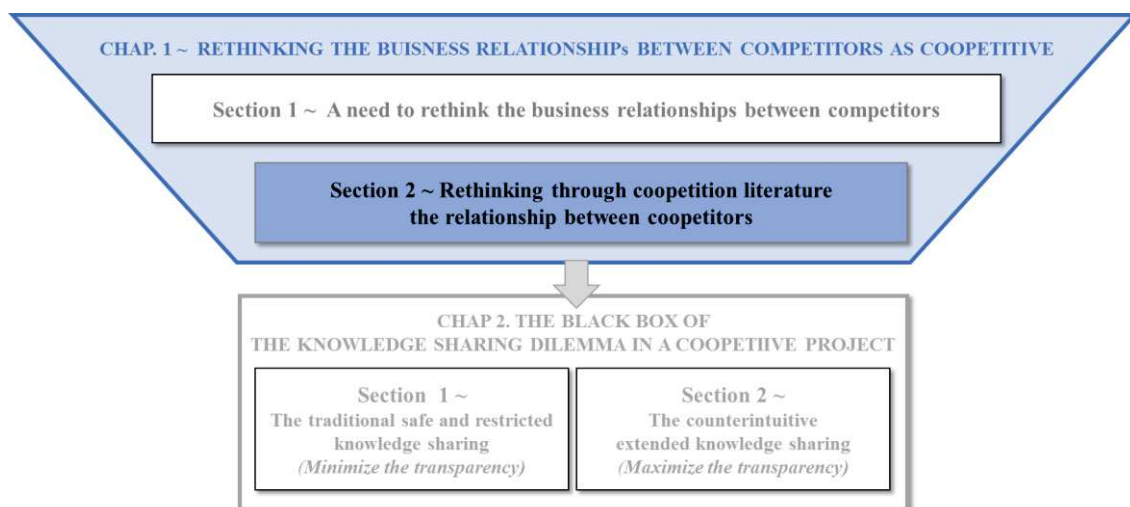 CHAP. 1 ~ RETHINKING THE BUISNESS RELATIONSHIPs BETWEEN COMPETITORS AS COOPETITIVE
Section 1 ~ A need to rethink the business relationships between competitors
Section 2 ~ Rethinking through coopetition literature
the relationship between coopetitors
CHAP 2. THE BLACK BOX OF
THE KNOWLEDGE SHARING DILEMMA IN A COOPETIIVE PROJECT
Section 1 ~
The traditional safe and restricted
knowledge sharing
(Minimize the transparency)
Section 2 ~
The counterintuitive
extended knowledge sharing
(Maximize the transparency)